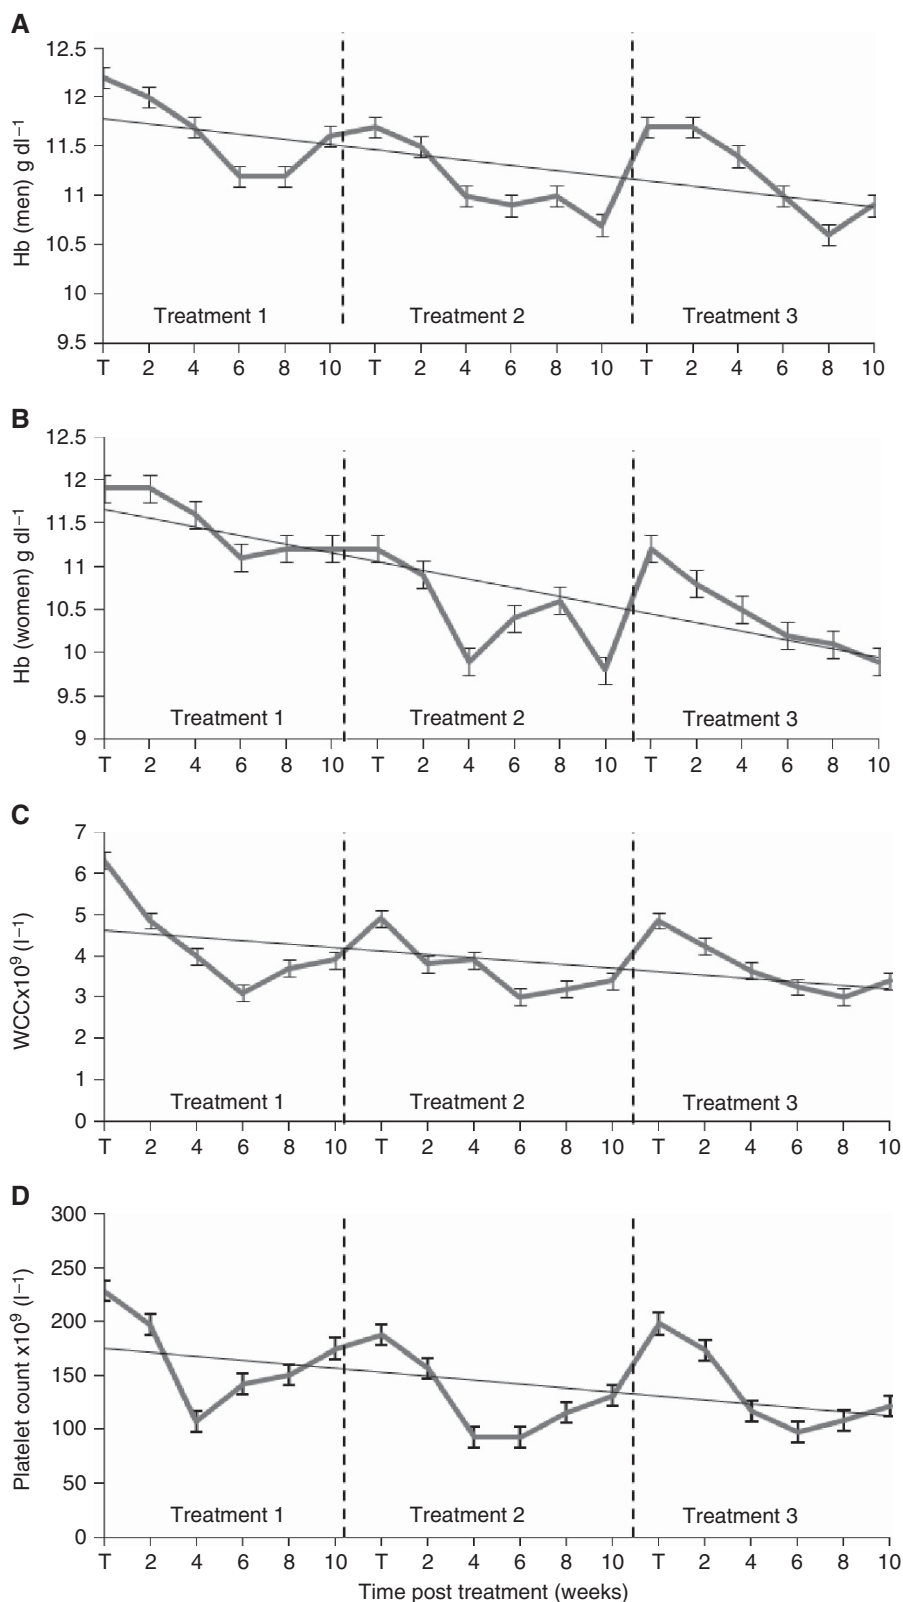 A
Hb (men) g dl⁻¹
12.5
12
11.5
11
10.5
10
9.5
Treatment 1 Treatment 2 Treatment 3
T 2 4 6 8 10 T 2 4 6 8 10 T 2 4 6 8 10
B
Hb (women) g dl⁻¹
12.5
12
11.5
11
10.5
10
9.5
9
Treatment 1 Treatment 2 Treatment 3
T 2 4 6 8 10 T 2 4 6 8 10 T 2 4 6 8 10
C
WCCx10⁹ (l⁻¹)
7
6
5
4
3
2
1
0
Treatment 1 Treatment 2 Treatment 3
T 2 4 6 8 10 T 2 4 6 8 10 T 2 4 6 8 10
D
Platelet count x10⁹ (l⁻¹)
300
250
200
150
100
50
0
Treatment 1 Treatment 2 Treatment 3
T 2 4 6 8 10 T 2 4 6 8 10 T 2 4 6 8 10
Time post treatment (weeks)